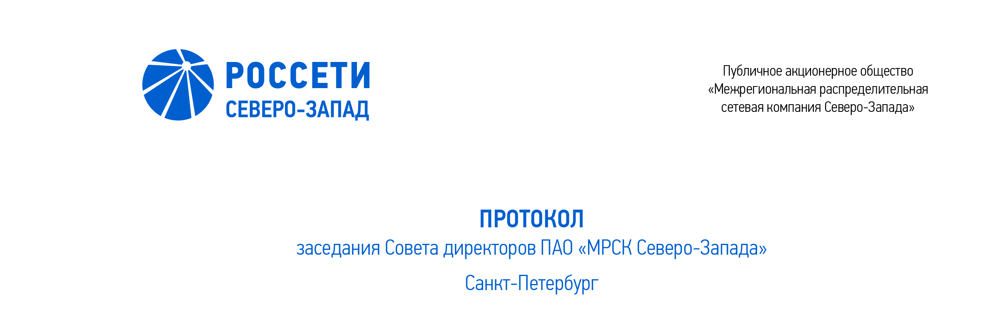 РОССЕТИ
СЕВЕРО-ЗАПАД
Публичное акционерное общество
«Межрегиональная распределительная
сетевая компания Северо-Запада»
ПРОТОКОЛ
заседания Совета директоров ПАО «МРСК Северо-Запада»
Санкт-Петербург